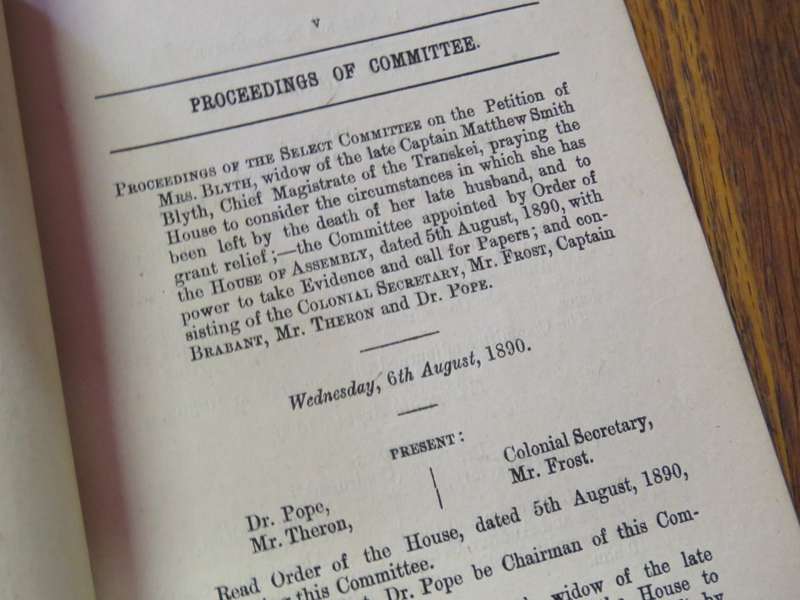 v
PROCEEDINGS OF COMMITTEE.
PROCEEDINGS OF THE SELECT COMMITTEE on the Petition of
MRS. BLYTH, widow of the late Captain Matthew Smith
Blyth, Chief Magistrate of the Transkei, praying the
House to consider the circumstances in which she has
been left by the death of her late husband, and to
grant relief;—the Committee appointed by Order of
the HOUSE OF ASSEMBLY, dated 5th August, 1890, with
power to take Evidence and call for Papers; and con-
sisting of the COLONIAL SECRETARY, Mr. FROST, Captain
BRABANT, Mr. THERON and Dr. POPE.
Wednesday, 6th August, 1890.
PRESENT:
Dr. Pope,
Mr. Theron,
Colonial Secretary,
Mr. Frost.
Read Order of the House, dated 5th August, 1890,
this Committee.
Dr. Pope be Chairman of this Com-
widow of the late
House to